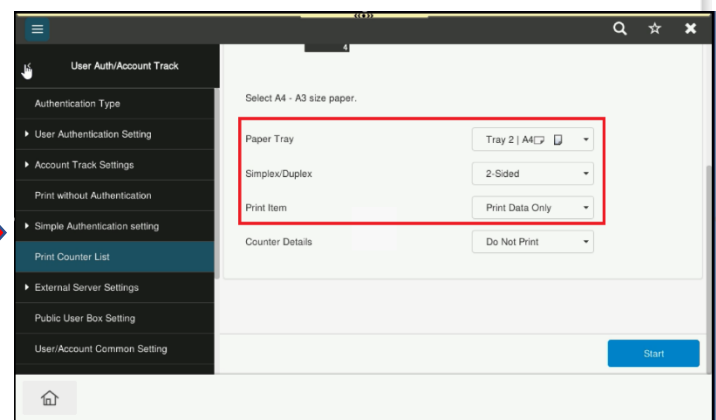 User Auth/Account Track
Authentication Type
User Authentication Setting
Account Track Settings
Print without Authentication
Simple Authentication setting
Print Counter List
External Server Settings
Public User Box Setting
User/Account Common Setting
4
Select A4 - A3 size paper.
Paper Tray Tray 2 | A4
Simplex/Duplex 2-Sided
Print Item Print Data Only
Counter Details Do Not Print
Start